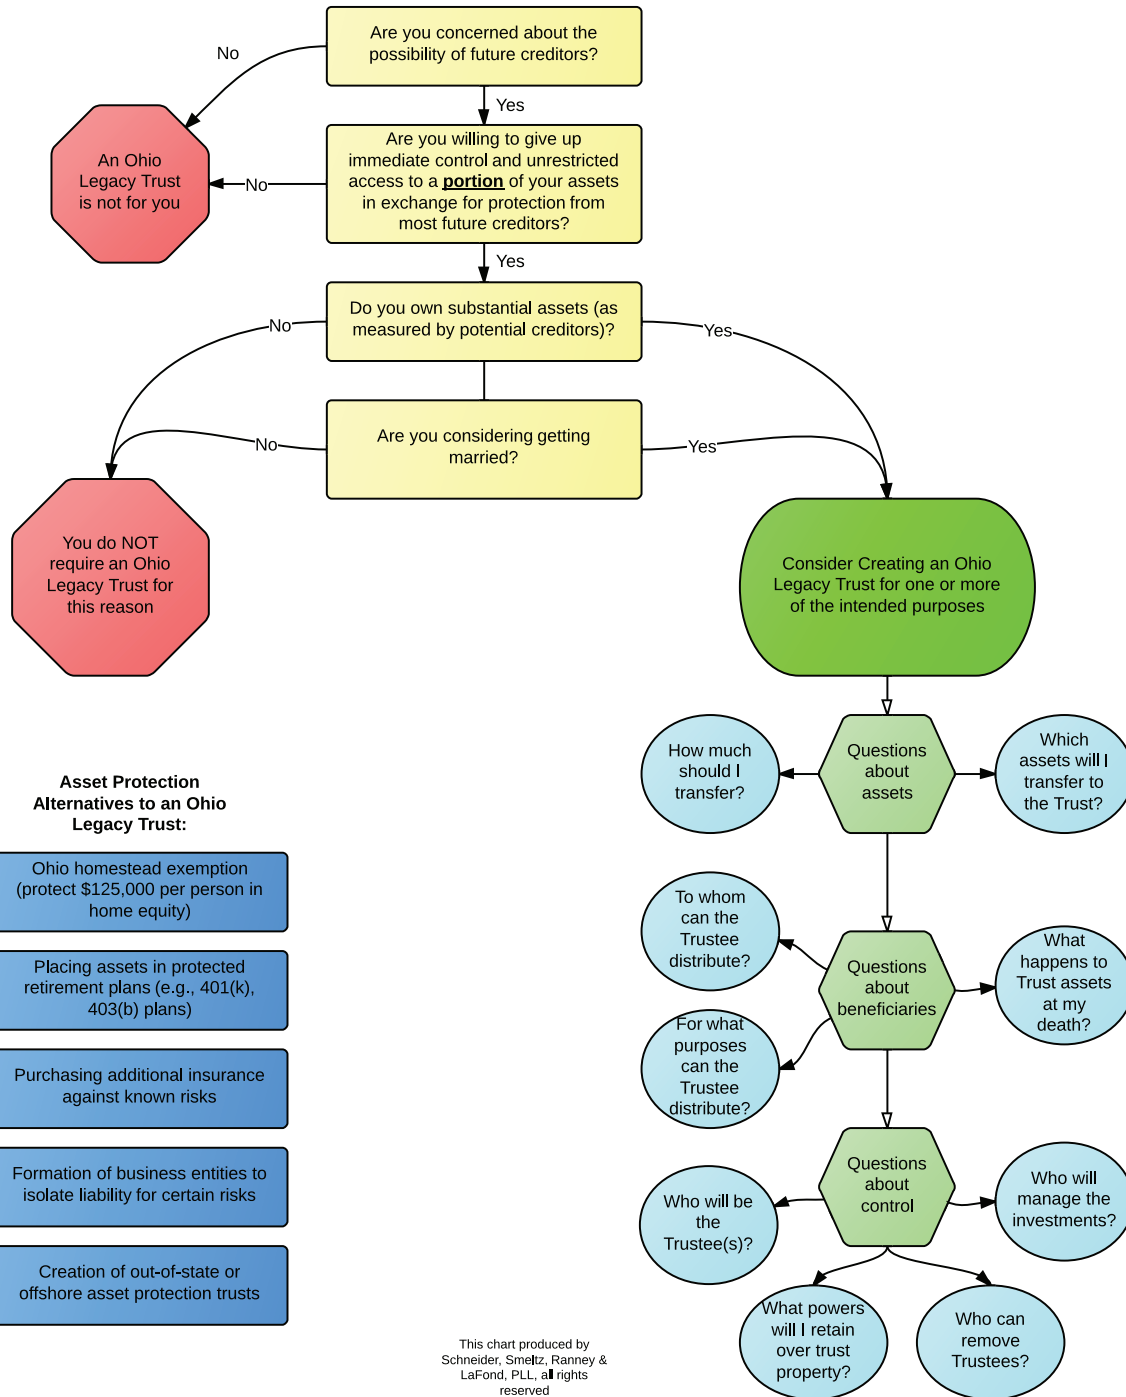 Are you concerned about the
possibility of future creditors?
No
Yes
An Ohio
Legacy Trust
is not for you
Are you willing to give up
immediate control and unrestricted
access to a portion of your assets
in exchange for protection from
most future creditors?
No
Yes
Do you own substantial assets (as
measured by potential creditors)?
No
Yes
Are you considering getting
married?
No
Yes
You do NOT
require an Ohio
Legacy Trust for
this reason
Consider Creating an Ohio
Legacy Trust for one or more
of the intended purposes
How much
should I
transfer?
Questions
about
assets
Which
assets will I
transfer to
the Trust?
Asset Protection
Alternatives to an Ohio
Legacy Trust:
Ohio homestead exemption
(protect $125,000 per person in
home equity)
Placing assets in protected
retirement plans (e.g., 401(k),
403(b) plans)
Purchasing additional insurance
against known risks
Formation of business entities to
isolate liability for certain risks
Creation of out-of-state or
offshore asset protection trusts
To whom
can the
Trustee
distribute?
Questions
about
beneficiaries
What
happens to
Trust assets
at my
death?
For what
purposes
can the
Trustee
distribute?
Questions
about
control
Who will be
the
Trustee(s)?
Who will
manage the
investments?
What powers
will I retain
over trust
property?
Who can
remove
Trustees?
This chart produced by
Schneider, Smeltz, Ranney &
LaFond, PLL, all rights
reserved